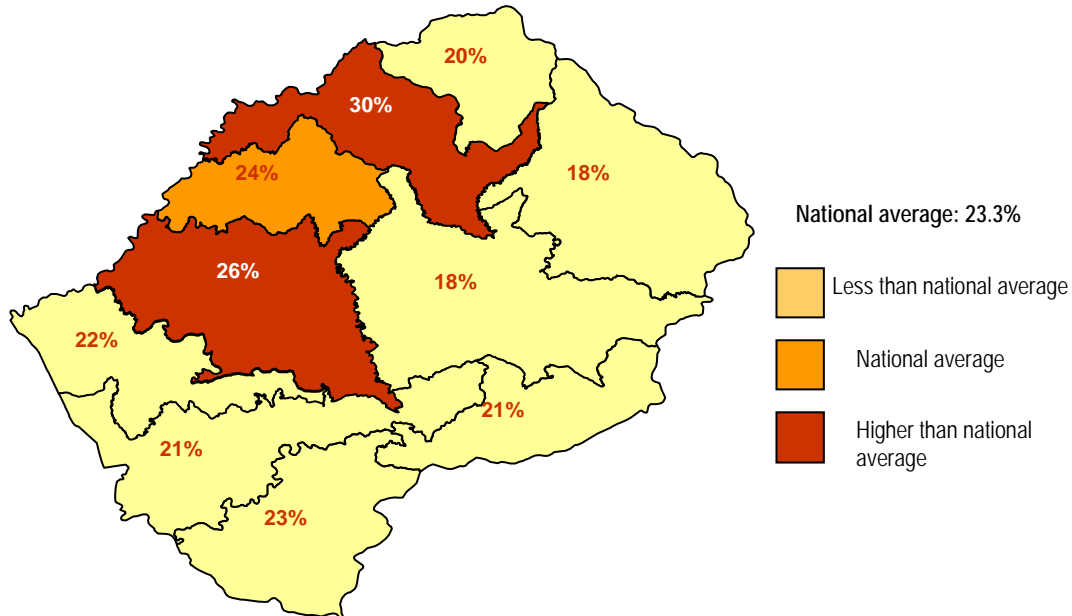 20%
30%
24%
18%
26%
18%
22%
21%
21%
23%
National average: 23.3%
Less than national average
National average
Higher than national
average